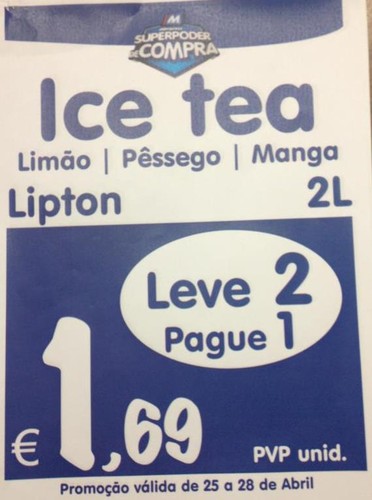 M
SUPERPODER
DE COMPRA
Ice tea
Limão | Pêssego | Manga
Lipton 2L
Leve 2
Pague 1
€ 1,69
PVP unid.
Promoção válida de 25 a 28 de Abril